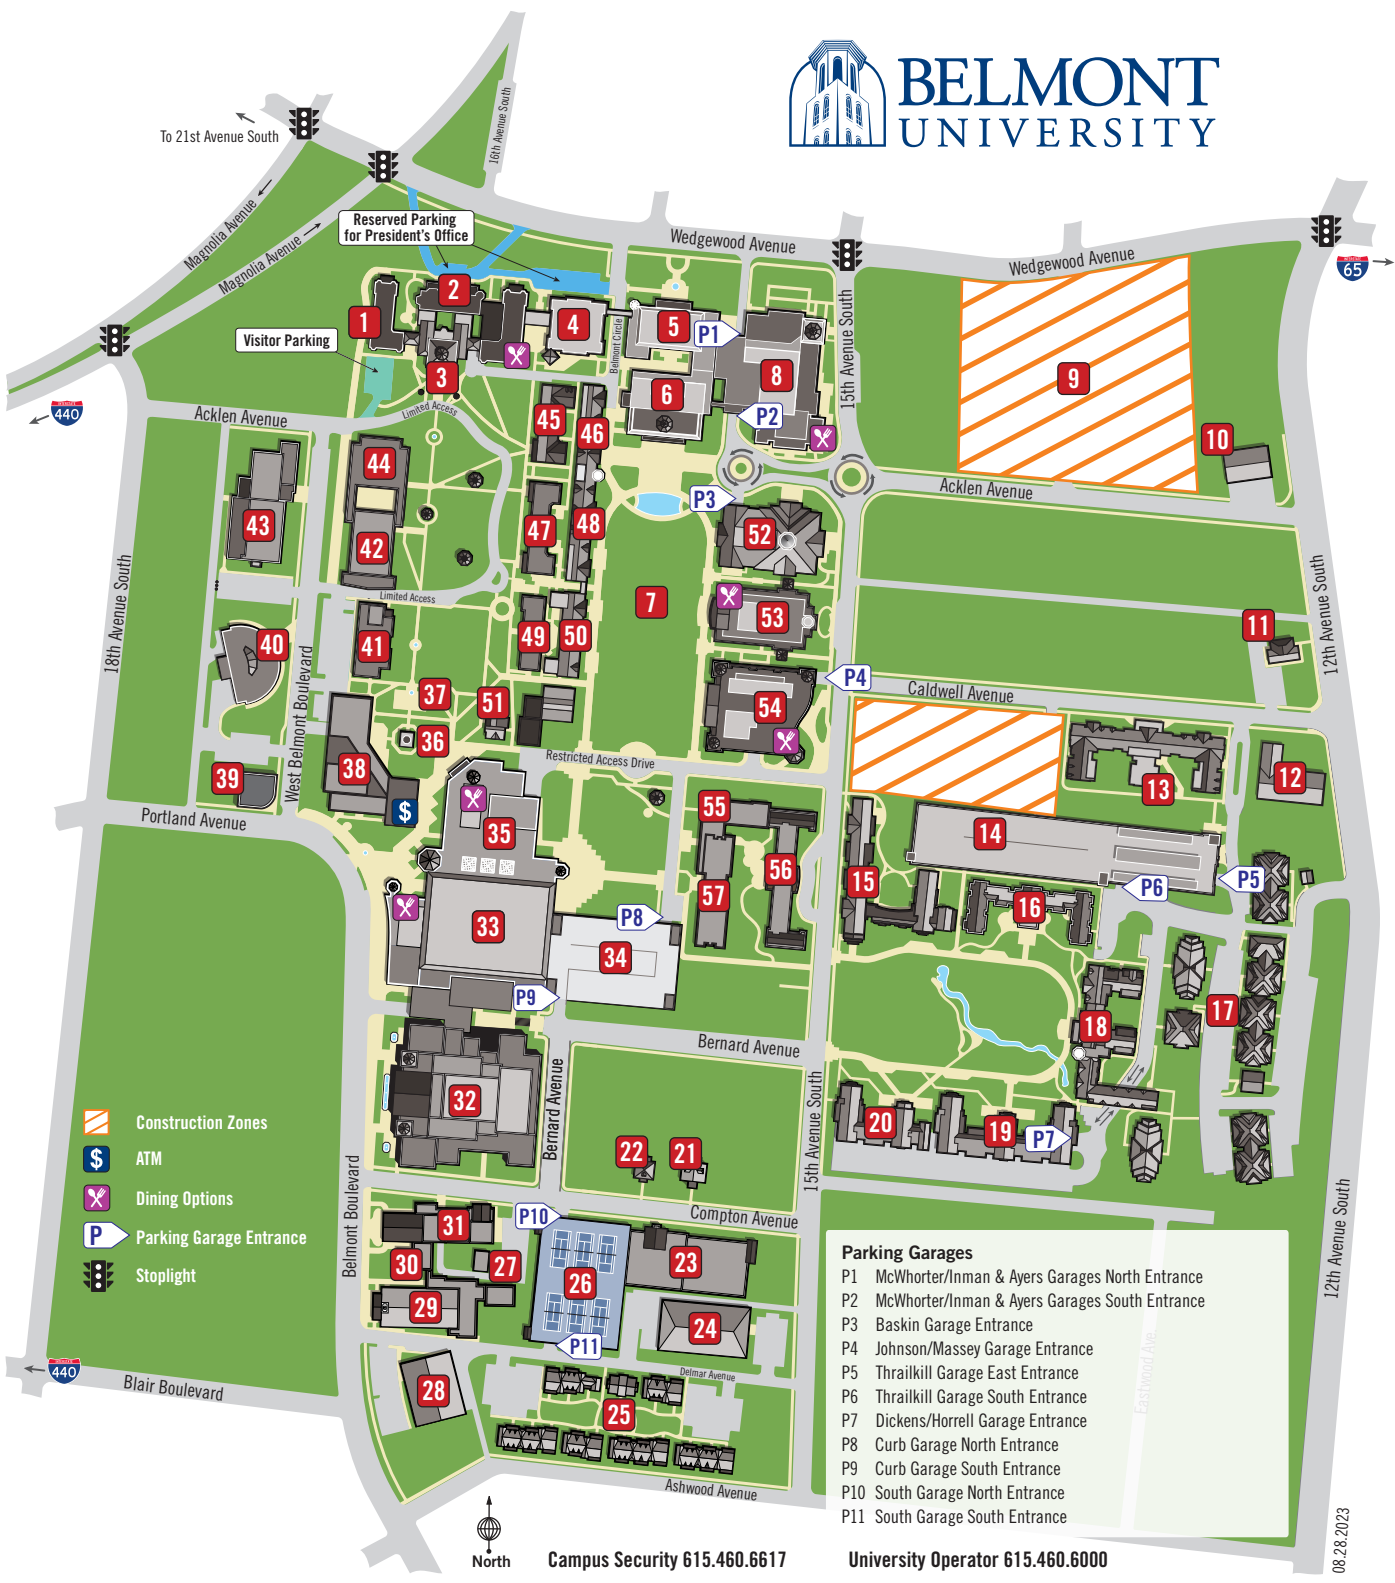 BELMONT
UNIVERSITY
16th Avenue South
To 21st Avenue South
Magnolia Avenue
Magnolia Avenue
Reserved Parking
for President's Office
Wedgewood Avenue
Wedgewood Avenue
65
Visitor Parking
440
Acklen Avenue
Limited Access
Belmont Circle
15th Avenue South
1
2
3
4
5
P1
6
8
P2
9
10
45
46
44
43
42
47
48
P3
52
Acklen Avenue
18th Avenue South
Limited Access
12th Avenue South
7
53
11
40
41
49
50
West Belmont Boulevard
37
51
36
54
P4
Caldwell Avenue
38
39
$
Restricted Access Drive
Portland Avenue
35
55
56
57
13
12
14
15
16
P6
P5
33
P8
34
P9
17
18
Bernard Avenue
Bernard Avenue
15th Avenue South
32
20
19
P7
22
21
Construction Zones
$ ATM
Dining Options
P Parking Garage Entrance
Stoplight
Belmont Boulevard
Compton Avenue
12th Avenue South
P10
31
30
27
29
26
23
24
P11
28
25
Delmar Avenue
440
Blair Boulevard
Ashwood Avenue
Eastwood Ave
Parking Garages
P1 McWhorter/Inman & Ayers Garages North Entrance
P2 McWhorter/Inman & Ayers Garages South Entrance
P3 Baskin Garage Entrance
P4 Johnson/Massey Garage Entrance
P5 Thrailkill Garage East Entrance
P6 Thrailkill Garage South Entrance
P7 Dickens/Horrell Garage Entrance
P8 Curb Garage North Entrance
P9 Curb Garage South Entrance
P10 South Garage North Entrance
P11 South Garage South Entrance
North
Campus Security 615.460.6617
University Operator 615.460.6000
08.28.2023